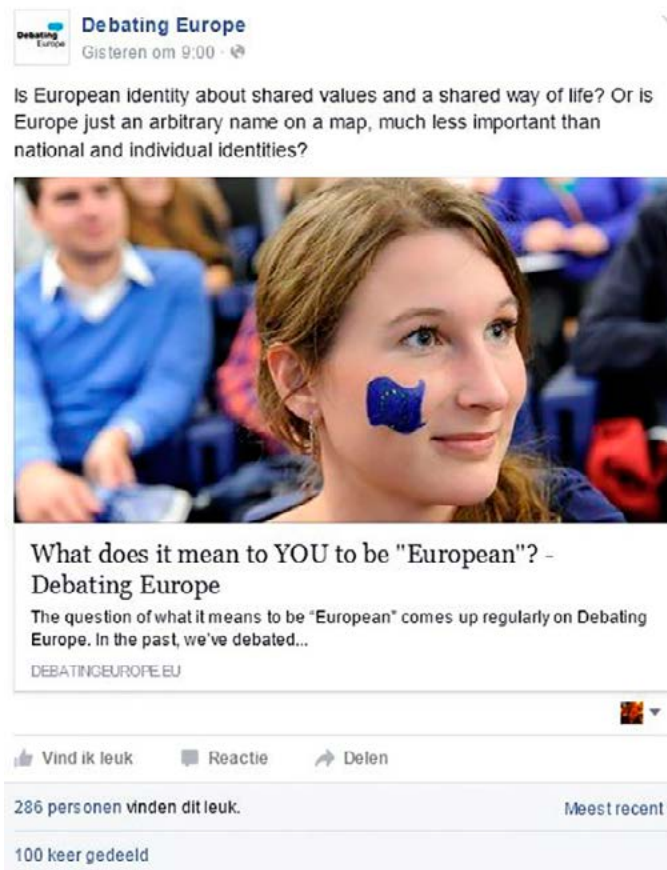 Debating
Europe
Debating Europe
Gisteren om 9:00 ·
Is European identity about shared values and a shared way of life? Or is
Europe just an arbitrary name on a map, much less important than
national and individual identities?
What does it mean to YOU to be "European"? -
Debating Europe
The question of what it means to be "European" comes up regularly on Debating
Europe. In the past, we've debated...
DEBATINGEUROPE.EU
Vind ik leuk Reactie Delen
286 personen vinden dit leuk. Meest recent
100 keer gedeeld